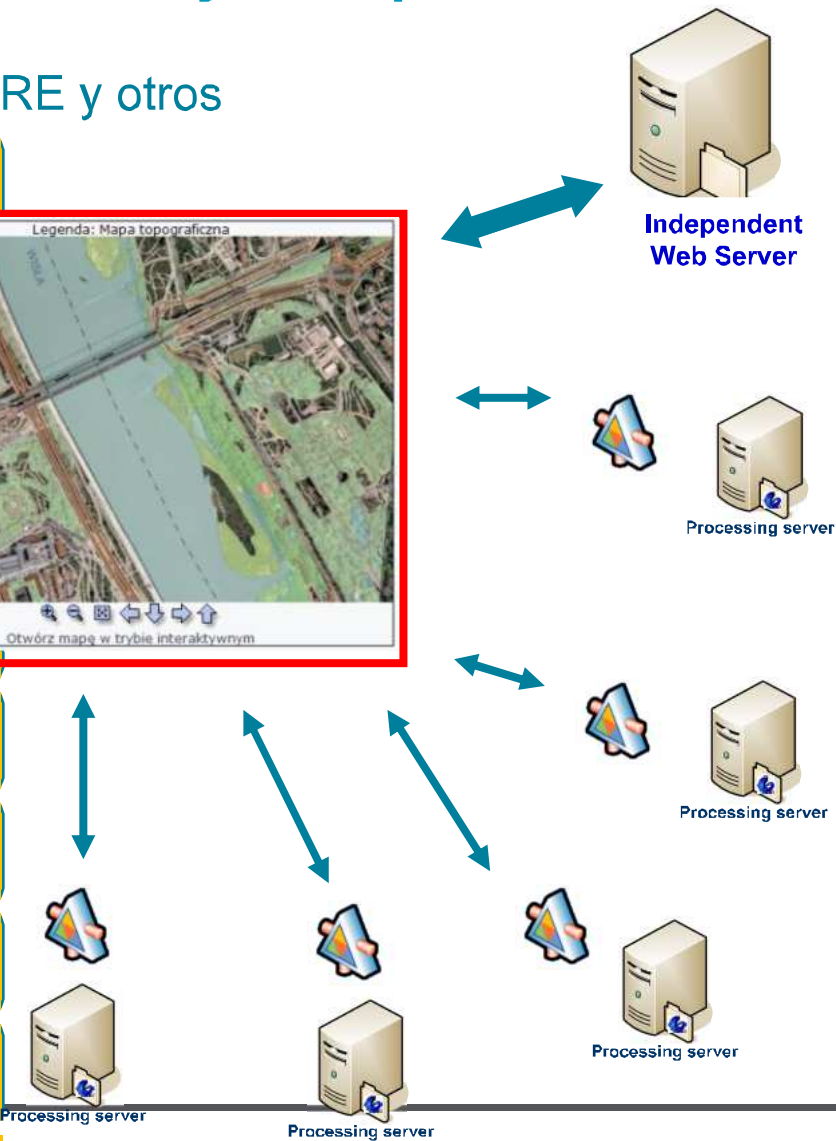 RE y otros
Independent
Web Server
Legenda: Mapa topograficzna
WISŁA
Processing server
Otwórz mapę w trybie interaktywnym
Processing server
Processing server
Processing server
Processing server